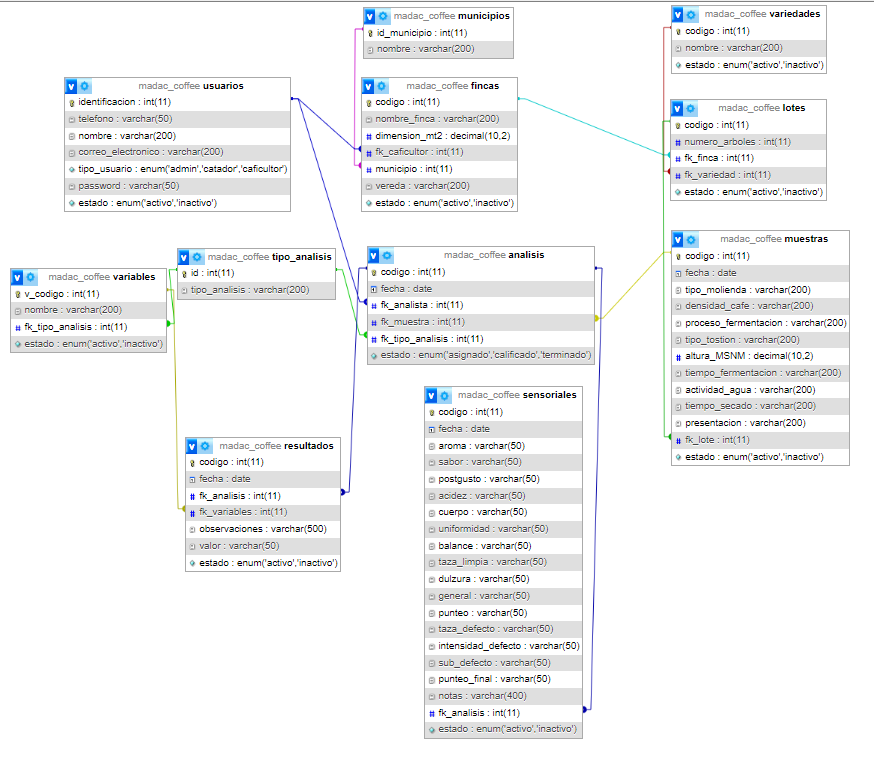 madac_coffee municipios
id_municipio : int(11)
nombre : varchar(200)
madac_coffee variedades
codigo : int(11)
nombre : varchar(200)
estado : enum('activo','inactivo')
madac_coffee usuarios
identificacion : int(11)
telefono : varchar(50)
nombre : varchar(200)
correo_electronico : varchar(200)
tipo_usuario : enum('admin','catador','caficultor')
password : varchar(50)
estado : enum('activo','inactivo')
madac_coffee fincas
codigo : int(11)
nombre_finca : varchar(200)
dimension_mt2 : decimal(10,2)
fk_caficultor : int(11)
municipio : int(11)
vereda : varchar(200)
estado : enum('activo','inactivo')
madac_coffee lotes
codigo : int(11)
numero_arboles : int(11)
fk_finca : int(11)
fk_variedad : int(11)
estado : enum('activo','inactivo')
madac_coffee variables
v_codigo : int(11)
nombre : varchar(200)
fk_tipo_analisis : int(11)
estado : enum('activo','inactivo')
madac_coffee tipo_analisis
id : int(11)
tipo_analisis : varchar(200)
madac_coffee analisis
codigo : int(11)
fecha : date
fk_analista : int(11)
fk_muestra : int(11)
fk_tipo_analisis : int(11)
estado : enum('asignado','calificado','terminado')
madac_coffee muestras
codigo : int(11)
fecha : date
tipo_molienda : varchar(200)
densidad_cafe : varchar(200)
proceso_fermentacion : varchar(200)
tipo_tostion : varchar(200)
altura_MSNM : decimal(10,2)
tiempo_fermentacion : varchar(200)
actividad_agua : varchar(200)
tiempo_secado : varchar(200)
presentacion : varchar(200)
fk_lote : int(11)
estado : enum('activo','inactivo')
madac_coffee resultados
codigo : int(11)
fecha : date
fk_analisis : int(11)
fk_variables : int(11)
observaciones : varchar(500)
valor : varchar(50)
estado : enum('activo','inactivo')
madac_coffee sensoriales
codigo : int(11)
fecha : date
aroma : varchar(50)
sabor : varchar(50)
postgusto : varchar(50)
acidez : varchar(50)
cuerpo : varchar(50)
uniformidad : varchar(50)
balance : varchar(50)
taza_limpia : varchar(50)
dulzura : varchar(50)
general : varchar(50)
punteo : varchar(50)
taza_defecto : varchar(50)
intensidad_defecto : varchar(50)
sub_defecto : varchar(50)
punteo_final : varchar(50)
notas : varchar(400)
fk_analisis : int(11)
estado : enum('activo','inactivo')